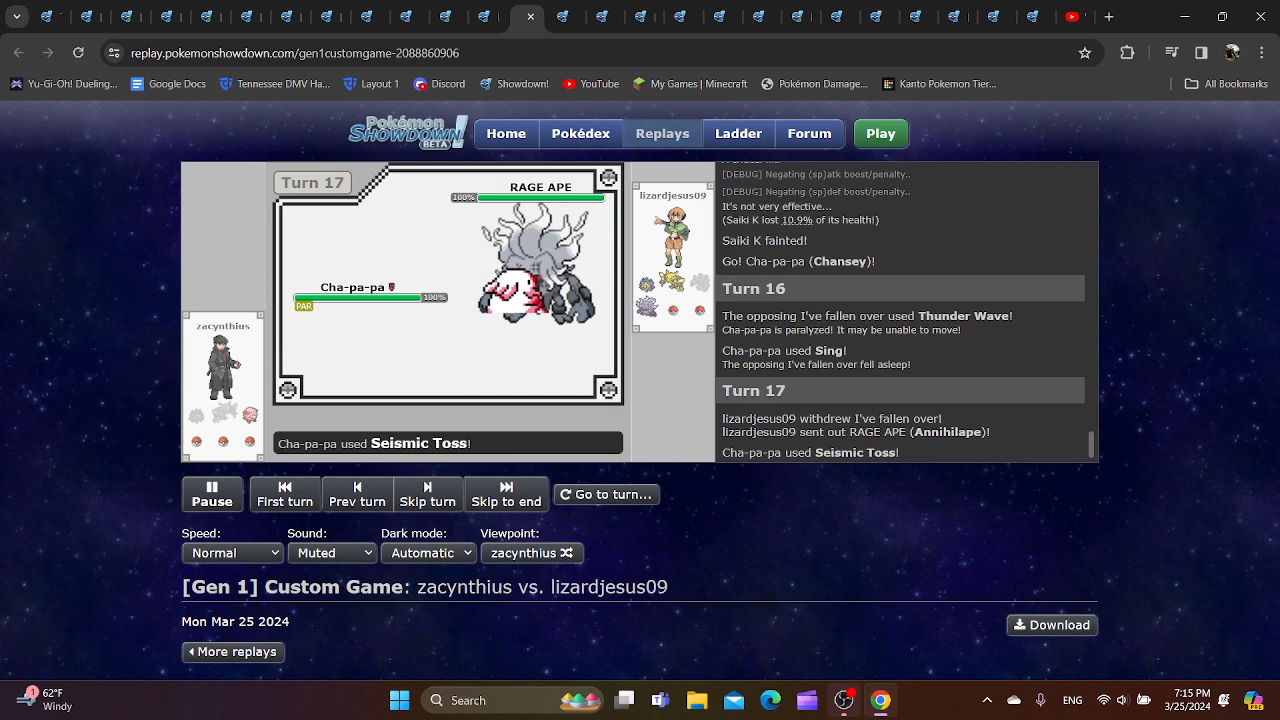 replay.pokemonshowdown.com/gen1customgame-2088860906
Yu-Gi-Oh! Dueling...
Google Docs
Tennessee DMV Ha...
Layout 1
Discord
Showdown!
YouTube
My Games | Minecraft
Pokémon Damage...
Kanto Pokemon Tier...
All Bookmarks
Pokémon
SHOWDOWN!
BETA
Home
Pokédex
Replays
Ladder
Forum
Play
Turn 17
RAGE APE
100%
Cha-pa-pa
100%
PAR
zacynthius
lizardjesus09
Cha-pa-pa used Seismic Toss!
[DEBUG] Negating (sp)atk boost/penalty..
[DEBUG] Negating (sp)def boost/penalty..
It's not very effective...
(Saiki K lost 10.9% of its health!)
Saiki K fainted!
Go! Cha-pa-pa (Chansey)!
Turn 16
The opposing I've fallen over used Thunder Wave!
Cha-pa-pa is paralyzed! It may be unable to move!
Cha-pa-pa used Sing!
The opposing I've fallen over fell asleep!
Turn 17
lizardjesus09 withdrew I've fallen over!
lizardjesus09 sent out RAGE APE (Annihilape)!
Cha-pa-pa used Seismic Toss!
Pause
First turn
Prev turn
Skip turn
Skip to end
Go to turn...
Speed:
Sound:
Dark mode:
Viewpoint:
Normal
Muted
Automatic
zacynthius
[Gen 1] Custom Game: zacynthius vs. lizardjesus09
Mon Mar 25 2024
Download
More replays
1
62°F
Windy
Search
ENG
7:15 PM
3/25/2024
PRE